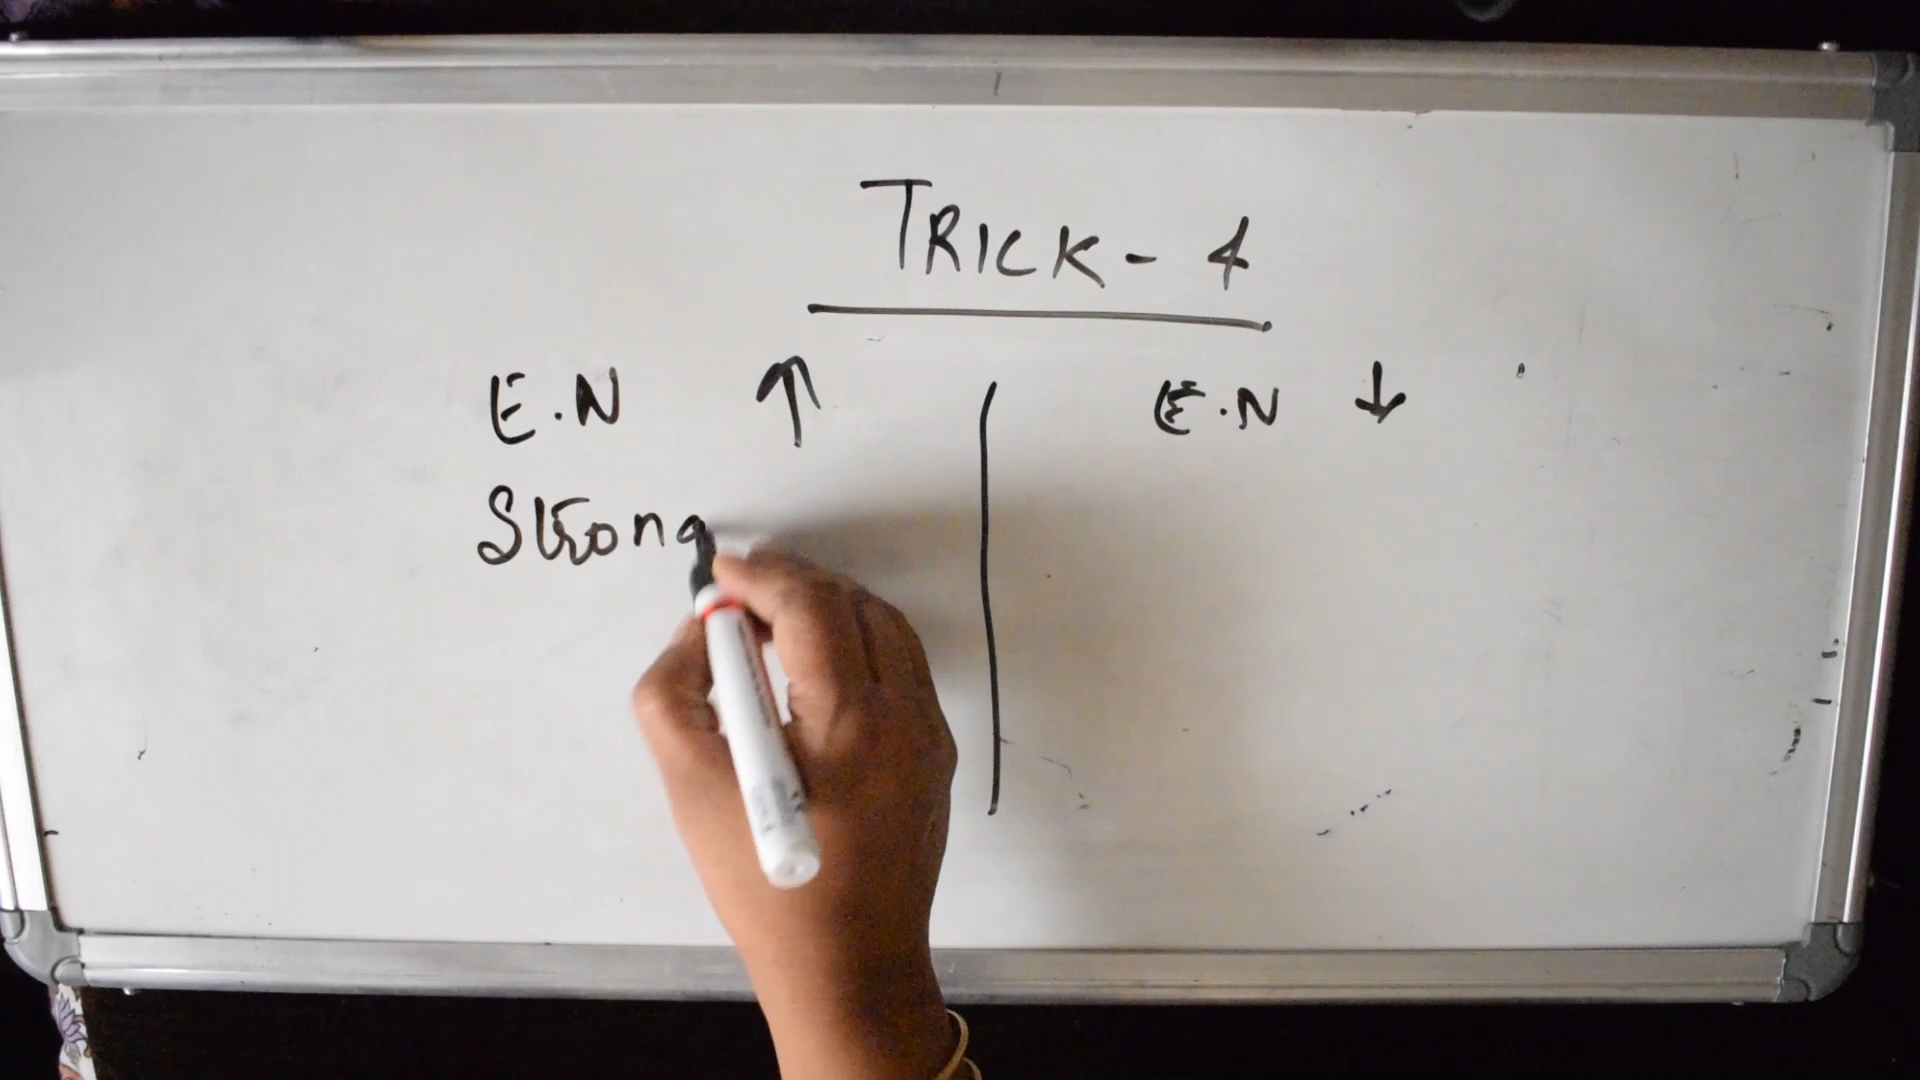 TRICK - 4
E.N ↑ E.N ↓
Strong